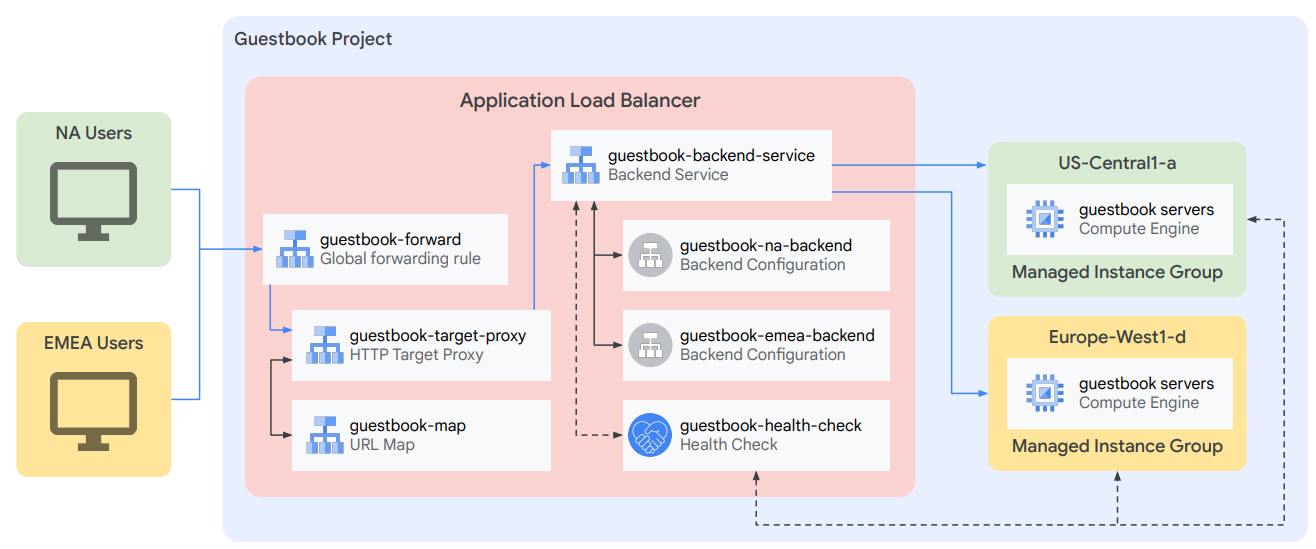 Guestbook Project
Application Load Balancer
NA Users
EMEA Users
guestbook-forward
Global forwarding rule
guestbook-target-proxy
HTTP Target Proxy
guestbook-map
URL Map
guestbook-backend-service
Backend Service
guestbook-na-backend
Backend Configuration
guestbook-emea-backend
Backend Configuration
guestbook-health-check
Health Check
US-Central1-a
guestbook servers
Compute Engine
Managed Instance Group
Europe-West1-d
guestbook servers
Compute Engine
Managed Instance Group